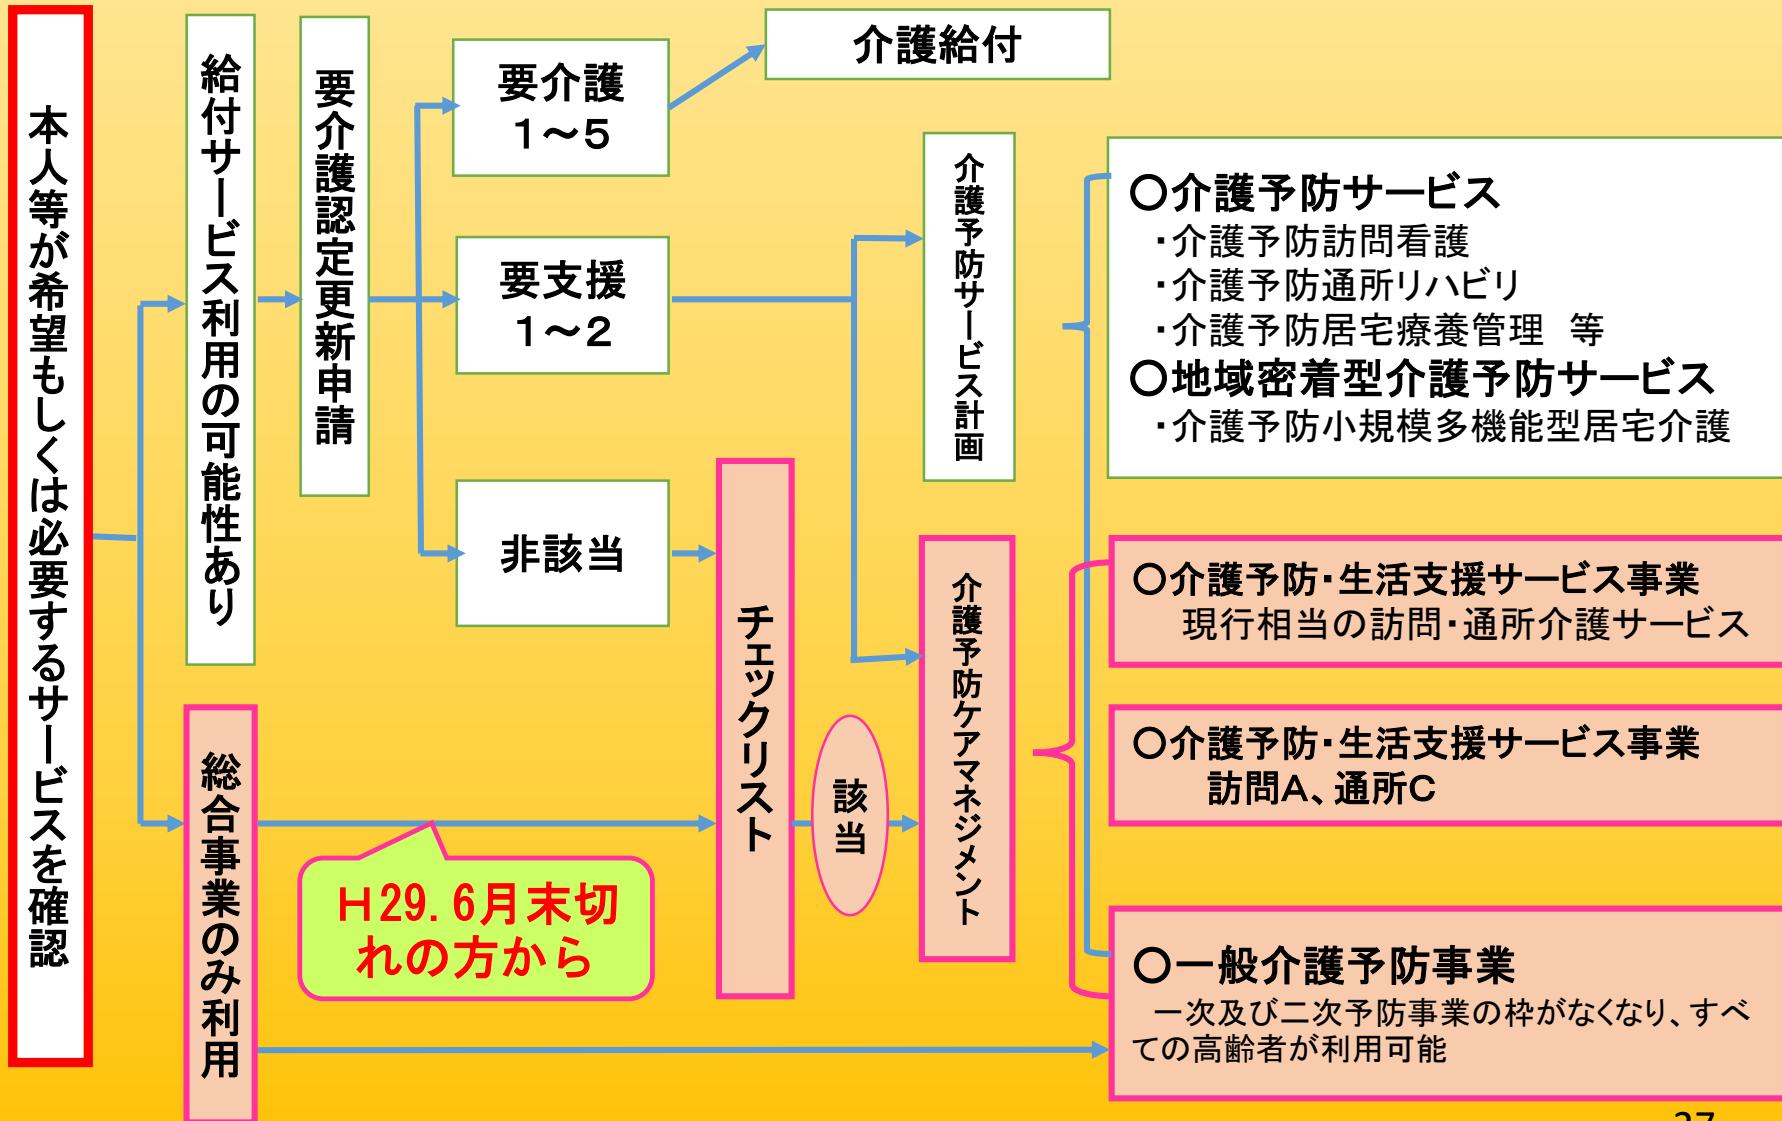 本人等が希望もしくは必要するサービスを確認
給付サービス利用の可能性あり
要介護認定更新申請
要介護
1～5
介護給付
要支援
1～2
非該当
総合事業のみ利用
H29.6月末切
れの方から
チェックリスト
該当
介護予防サービス計画
介護予防ケアマネジメント
○介護予防サービス
・介護予防訪問看護
・介護予防通所リハビリ
・介護予防居宅療養管理　等
○地域密着型介護予防サービス
・介護予防小規模多機能型居宅介護
○介護予防・生活支援サービス事業
現行相当の訪問・通所介護サービス
○介護予防・生活支援サービス事業
訪問A、通所C
○一般介護予防事業
一次及び二次予防事業の枠がなくなり、すべ
ての高齢者が利用可能